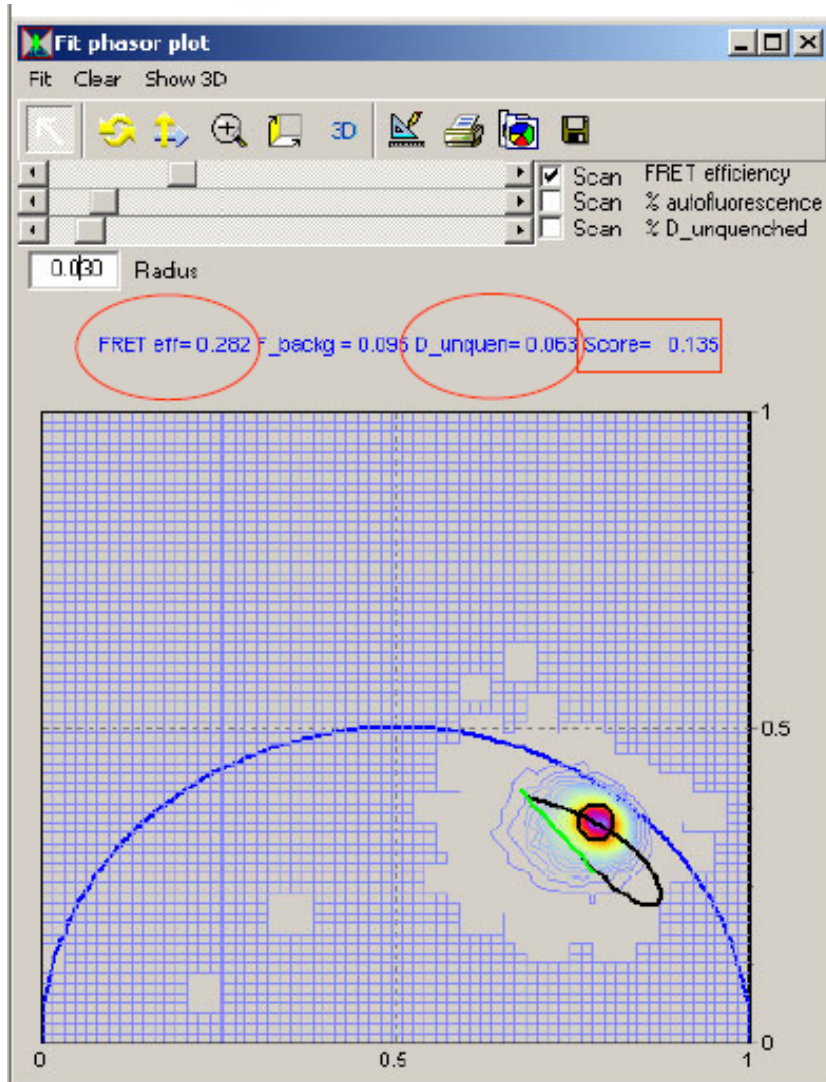 Fit phasor plot
Fit Clear Show 3D
3D
Scan FRET efficiency
Scan % autofluorescence
Scan % D_unquenched
0.030 Radius
FRET eff= 0.282 F_backg = 0.095 D_unquen= 0.063 Score= 0.135
1
0.5
0
0 0.5 1